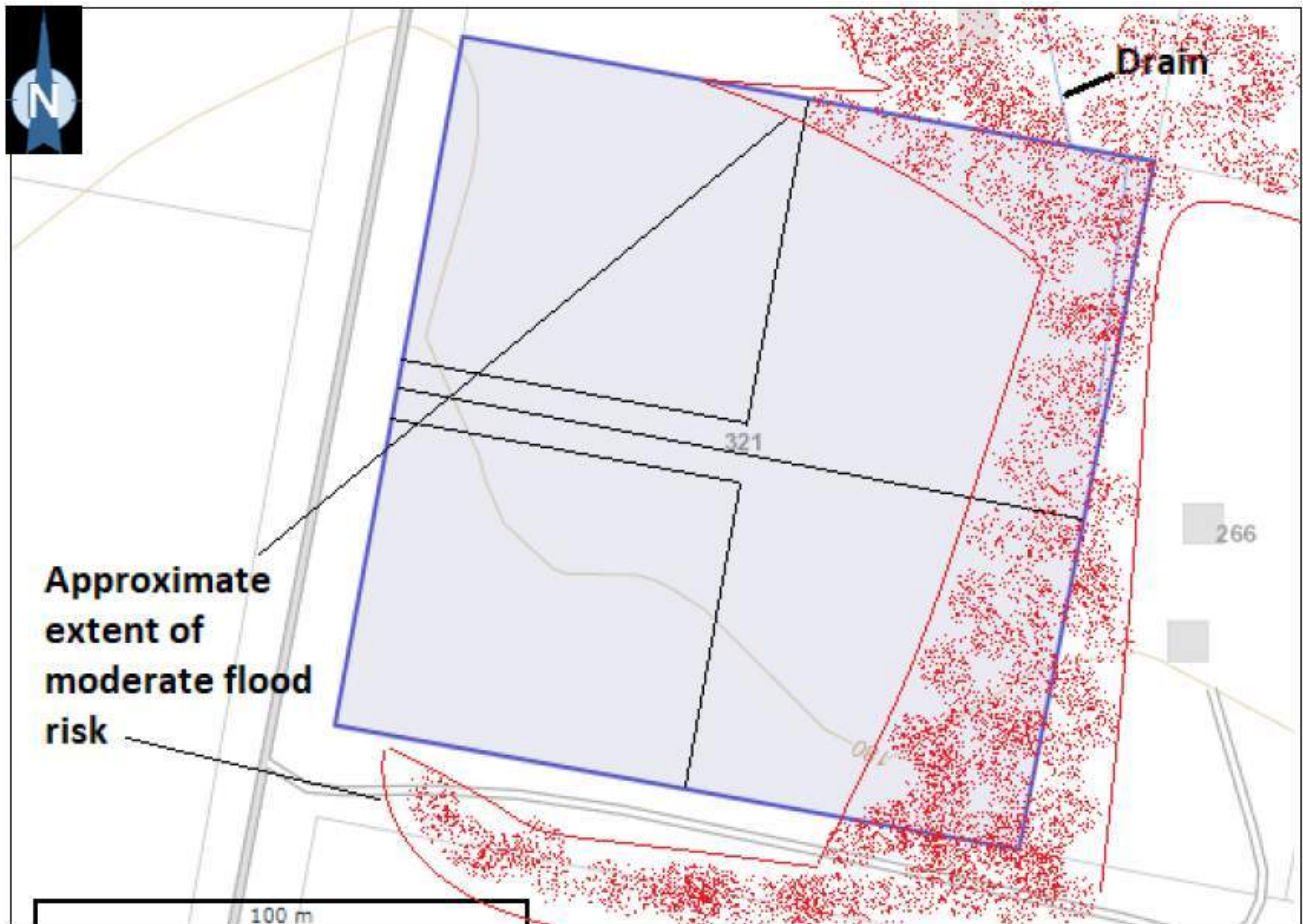 N
Drain
321
266
Approximate
extent of
moderate flood
risk
100 m